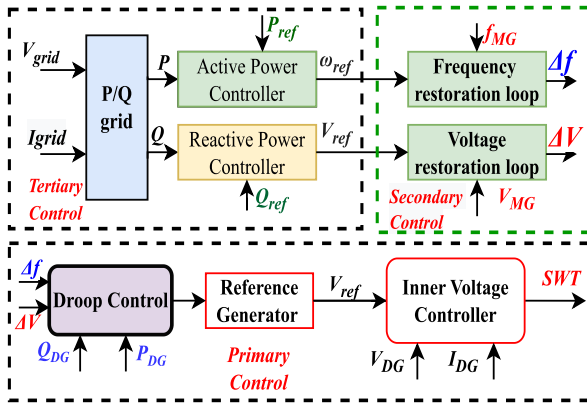 P_ref
f_MG
V_grid
P/Q
grid
P
Active Power
Controller
ω_ref
Frequency
restoration loop
Δf
Igrid
Q
Reactive Power
Controller
V_ref
Voltage
restoration loop
ΔV
Tertiary
Control
Q_ref
Secondary
Control
V_MG
Δf
ΔV
Droop Control
Reference
Generator
V_ref
Inner Voltage
Controller
SWT
Q_DG
P_DG
Primary
Control
V_DG
I_DG